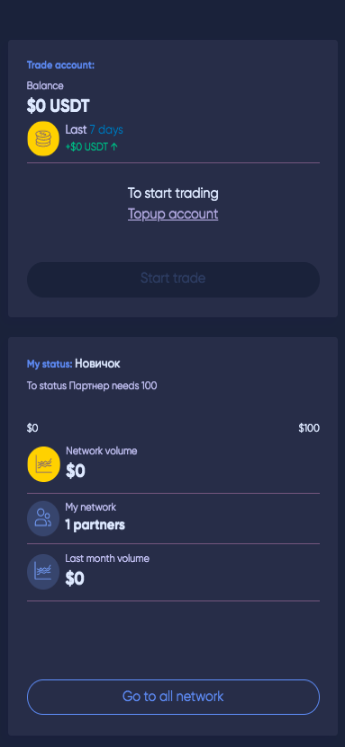 Trade account:
Balance
$0 USDT
Last 7 days
+$0 USDT ↑
To start trading
Topup account
Start trade
My status: Новичок
To status Партнер needs 100
$0 $100
Network volume
$0
My network
1 partners
Last month volume
$0
Go to all network